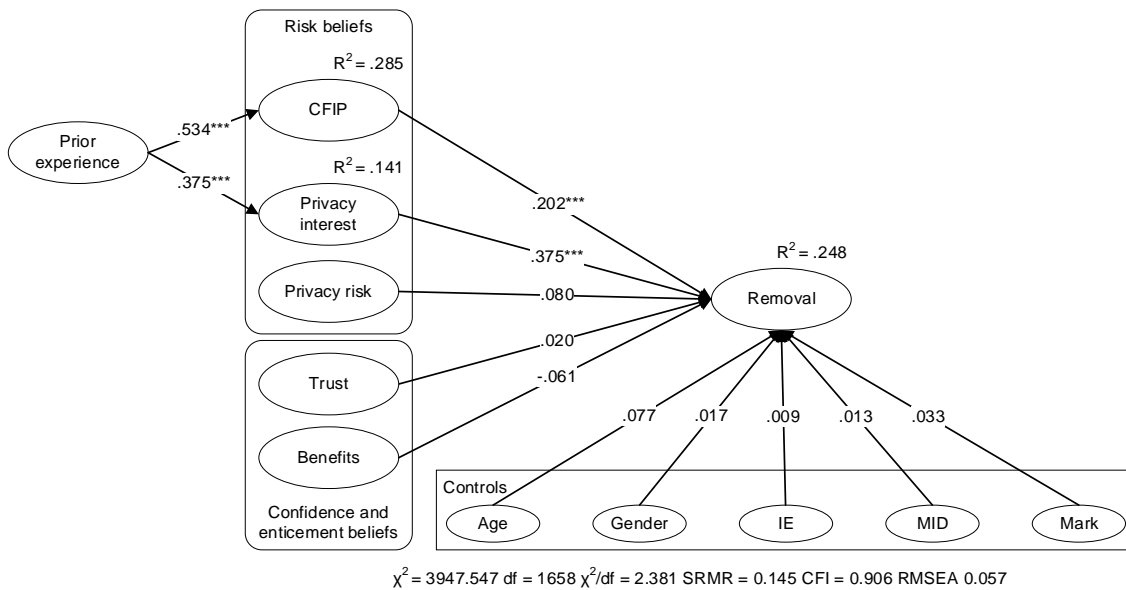 Risk beliefs
R² = .285
CFIP
Prior
experience
.534***
.375***
R² = .141
Privacy
interest
Privacy risk
.202***
.375***
.080
.020
-.061
R² = .248
Removal
Trust
Benefits
Confidence and
enticement beliefs
.077
.017
.009
.013
.033
Controls
Age
Gender
IE
MID
Mark
χ² = 3947.547 df = 1658 χ²/df = 2.381 SRMR = 0.145 CFI = 0.906 RMSEA 0.057